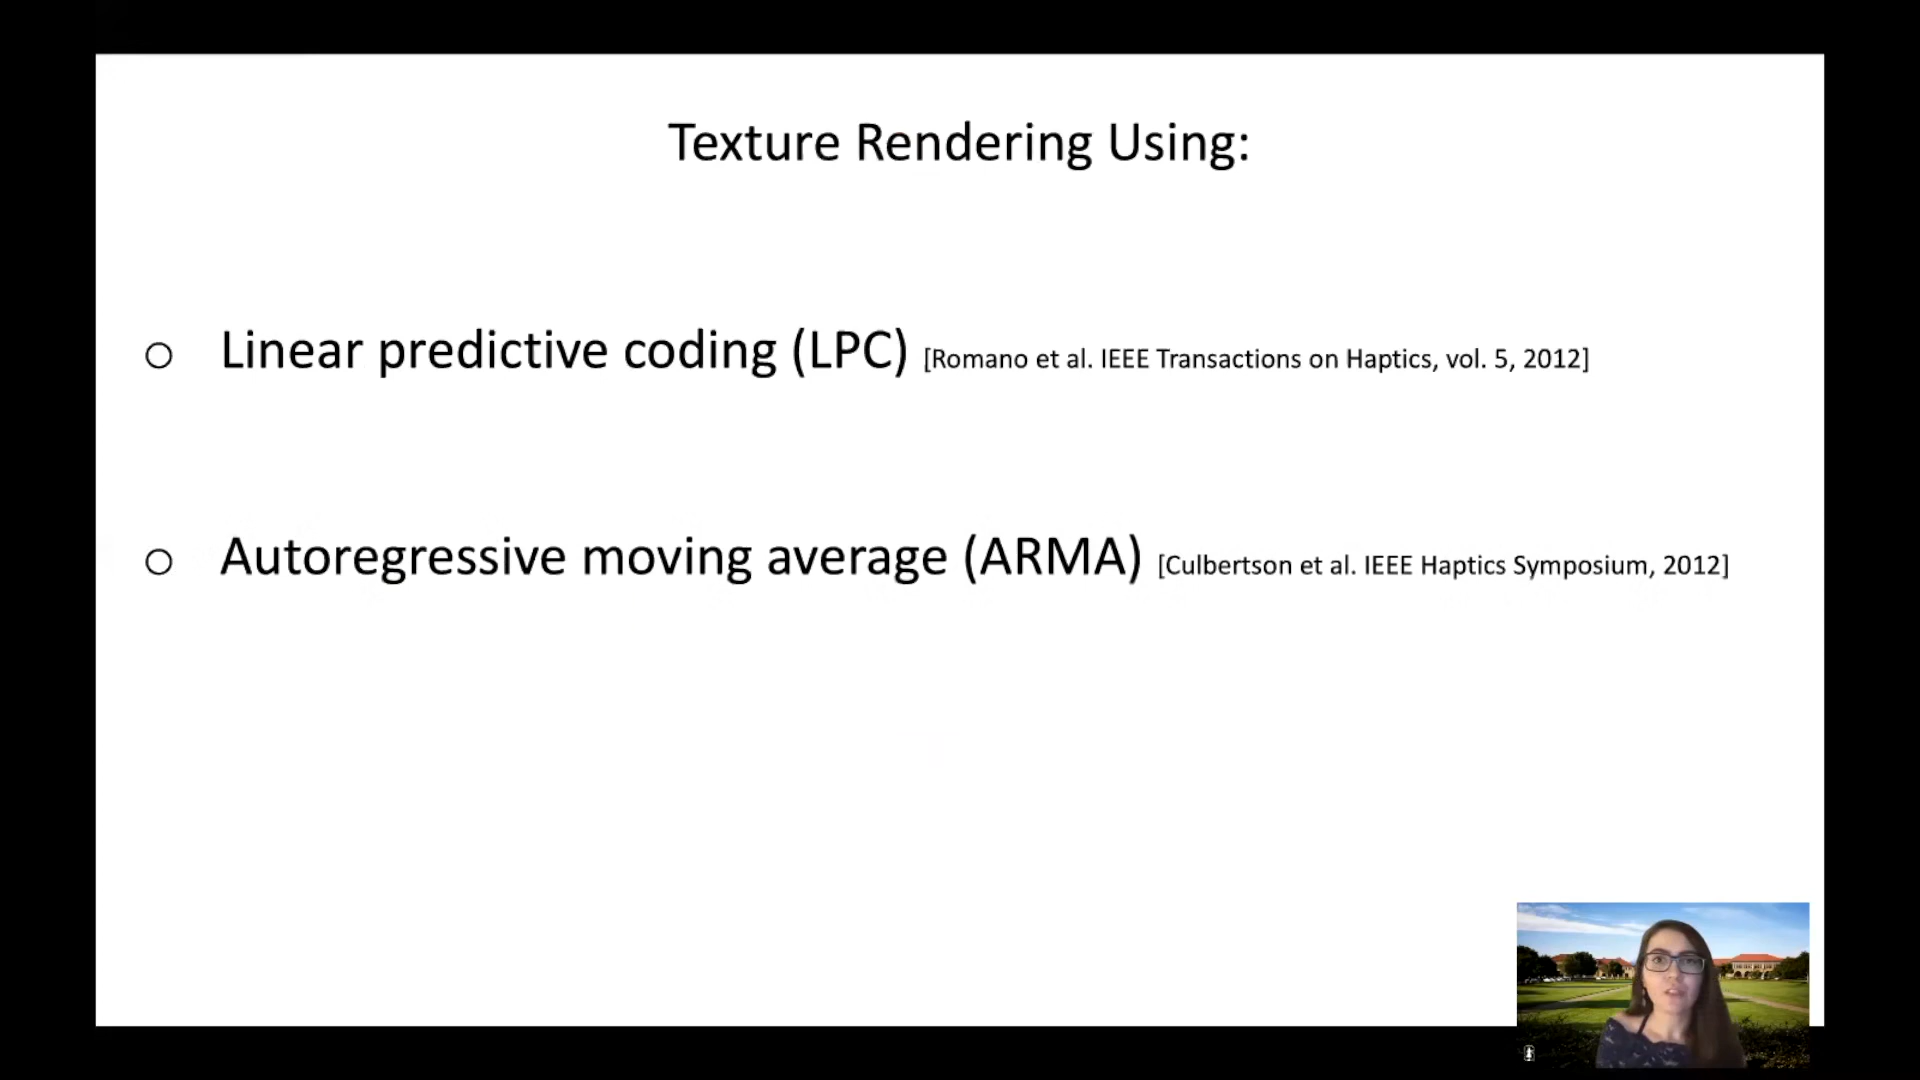 Texture Rendering Using:
o Linear predictive coding (LPC) [Romano et al. IEEE Transactions on Haptics, vol. 5, 2012]
o Autoregressive moving average (ARMA) [Culbertson et al. IEEE Haptics Symposium, 2012]